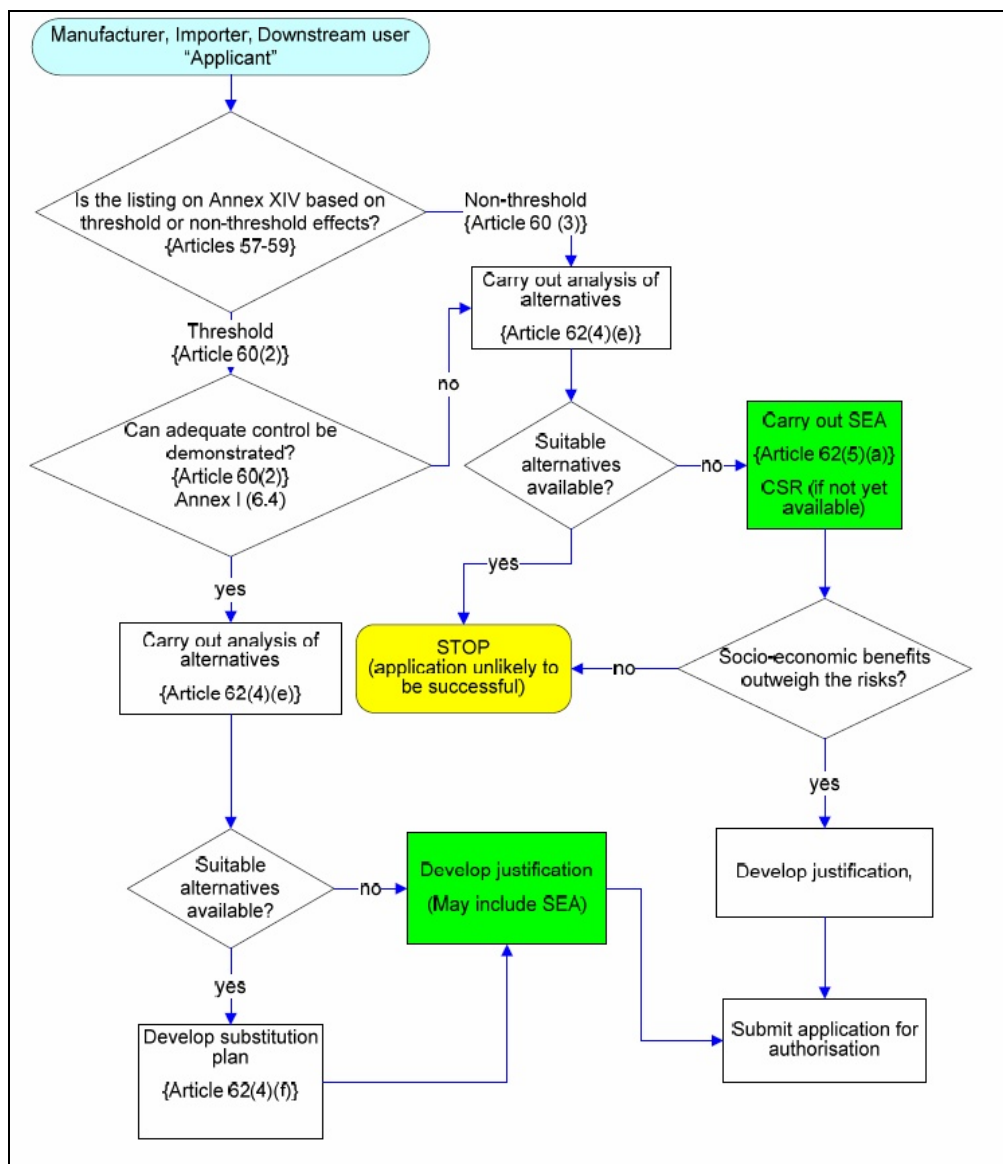 Manufacturer, Importer, Downstream user
“Applicant”
Is the listing on Annex XIV based on
threshold or non-threshold effects?
{Articles 57-59}
Non-threshold
{Article 60 (3)}
Carry out analysis of
alternatives
{Article 62(4)(e)}
Threshold
{Article 60(2)}
no
Can adequate control be
demonstrated?
{Article 60(2)}
Annex I (6.4)
Suitable
alternatives
available?
no
Carry out SEA
{Article 62(5)(a)}
CSR (if not yet
available)
yes
yes
Carry out analysis of
alternatives
{Article 62(4)(e)}
STOP
(application unlikely to
be successful)
no
Socio-economic benefits
outweigh the risks?
yes
Suitable
alternatives
available?
no
Develop justification
(May include SEA)
Develop justification,
yes
Develop substitution
plan
{Article 62(4)(f)}
Submit application for
authorisation